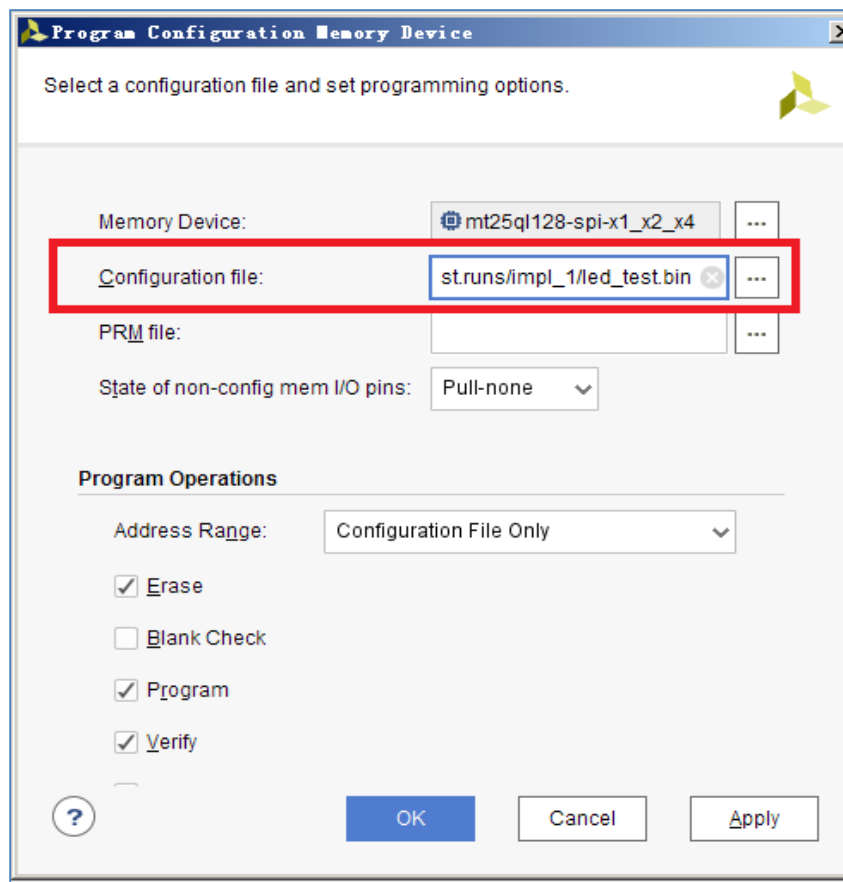 Program Configuration Memory Device
Select a configuration file and set programming options.
Memory Device: mt25ql128-spi-x1_x2_x4 ...
Configuration file: st.runs/impl_1/led_test.bin ...
PRM file: ...
State of non-config mem I/O pins: Pull-none
Program Operations
Address Range: Configuration File Only
Erase
Blank Check
Program
Verify
? OK Cancel Apply